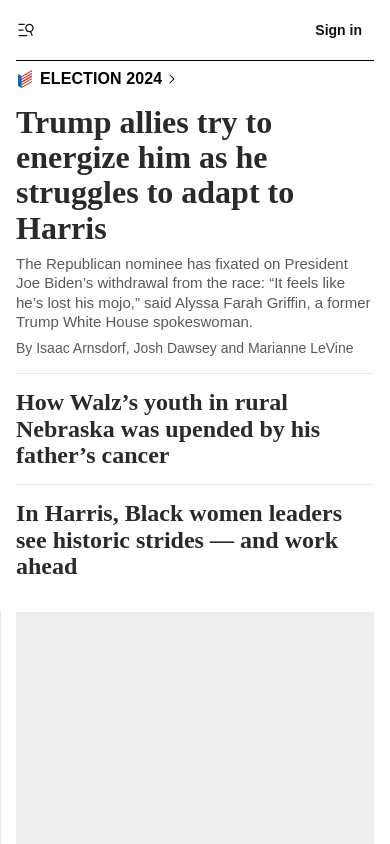 Sign in
ELECTION 2024
Trump allies try to
energize him as he
struggles to adapt to
Harris
The Republican nominee has fixated on President
Joe Biden’s withdrawal from the race: “It feels like
he’s lost his mojo,” said Alyssa Farah Griffin, a former
Trump White House spokeswoman.
By Isaac Arnsdorf, Josh Dawsey and Marianne LeVine
How Walz’s youth in rural
Nebraska was upended by his
father’s cancer
In Harris, Black women leaders
see historic strides — and work
ahead